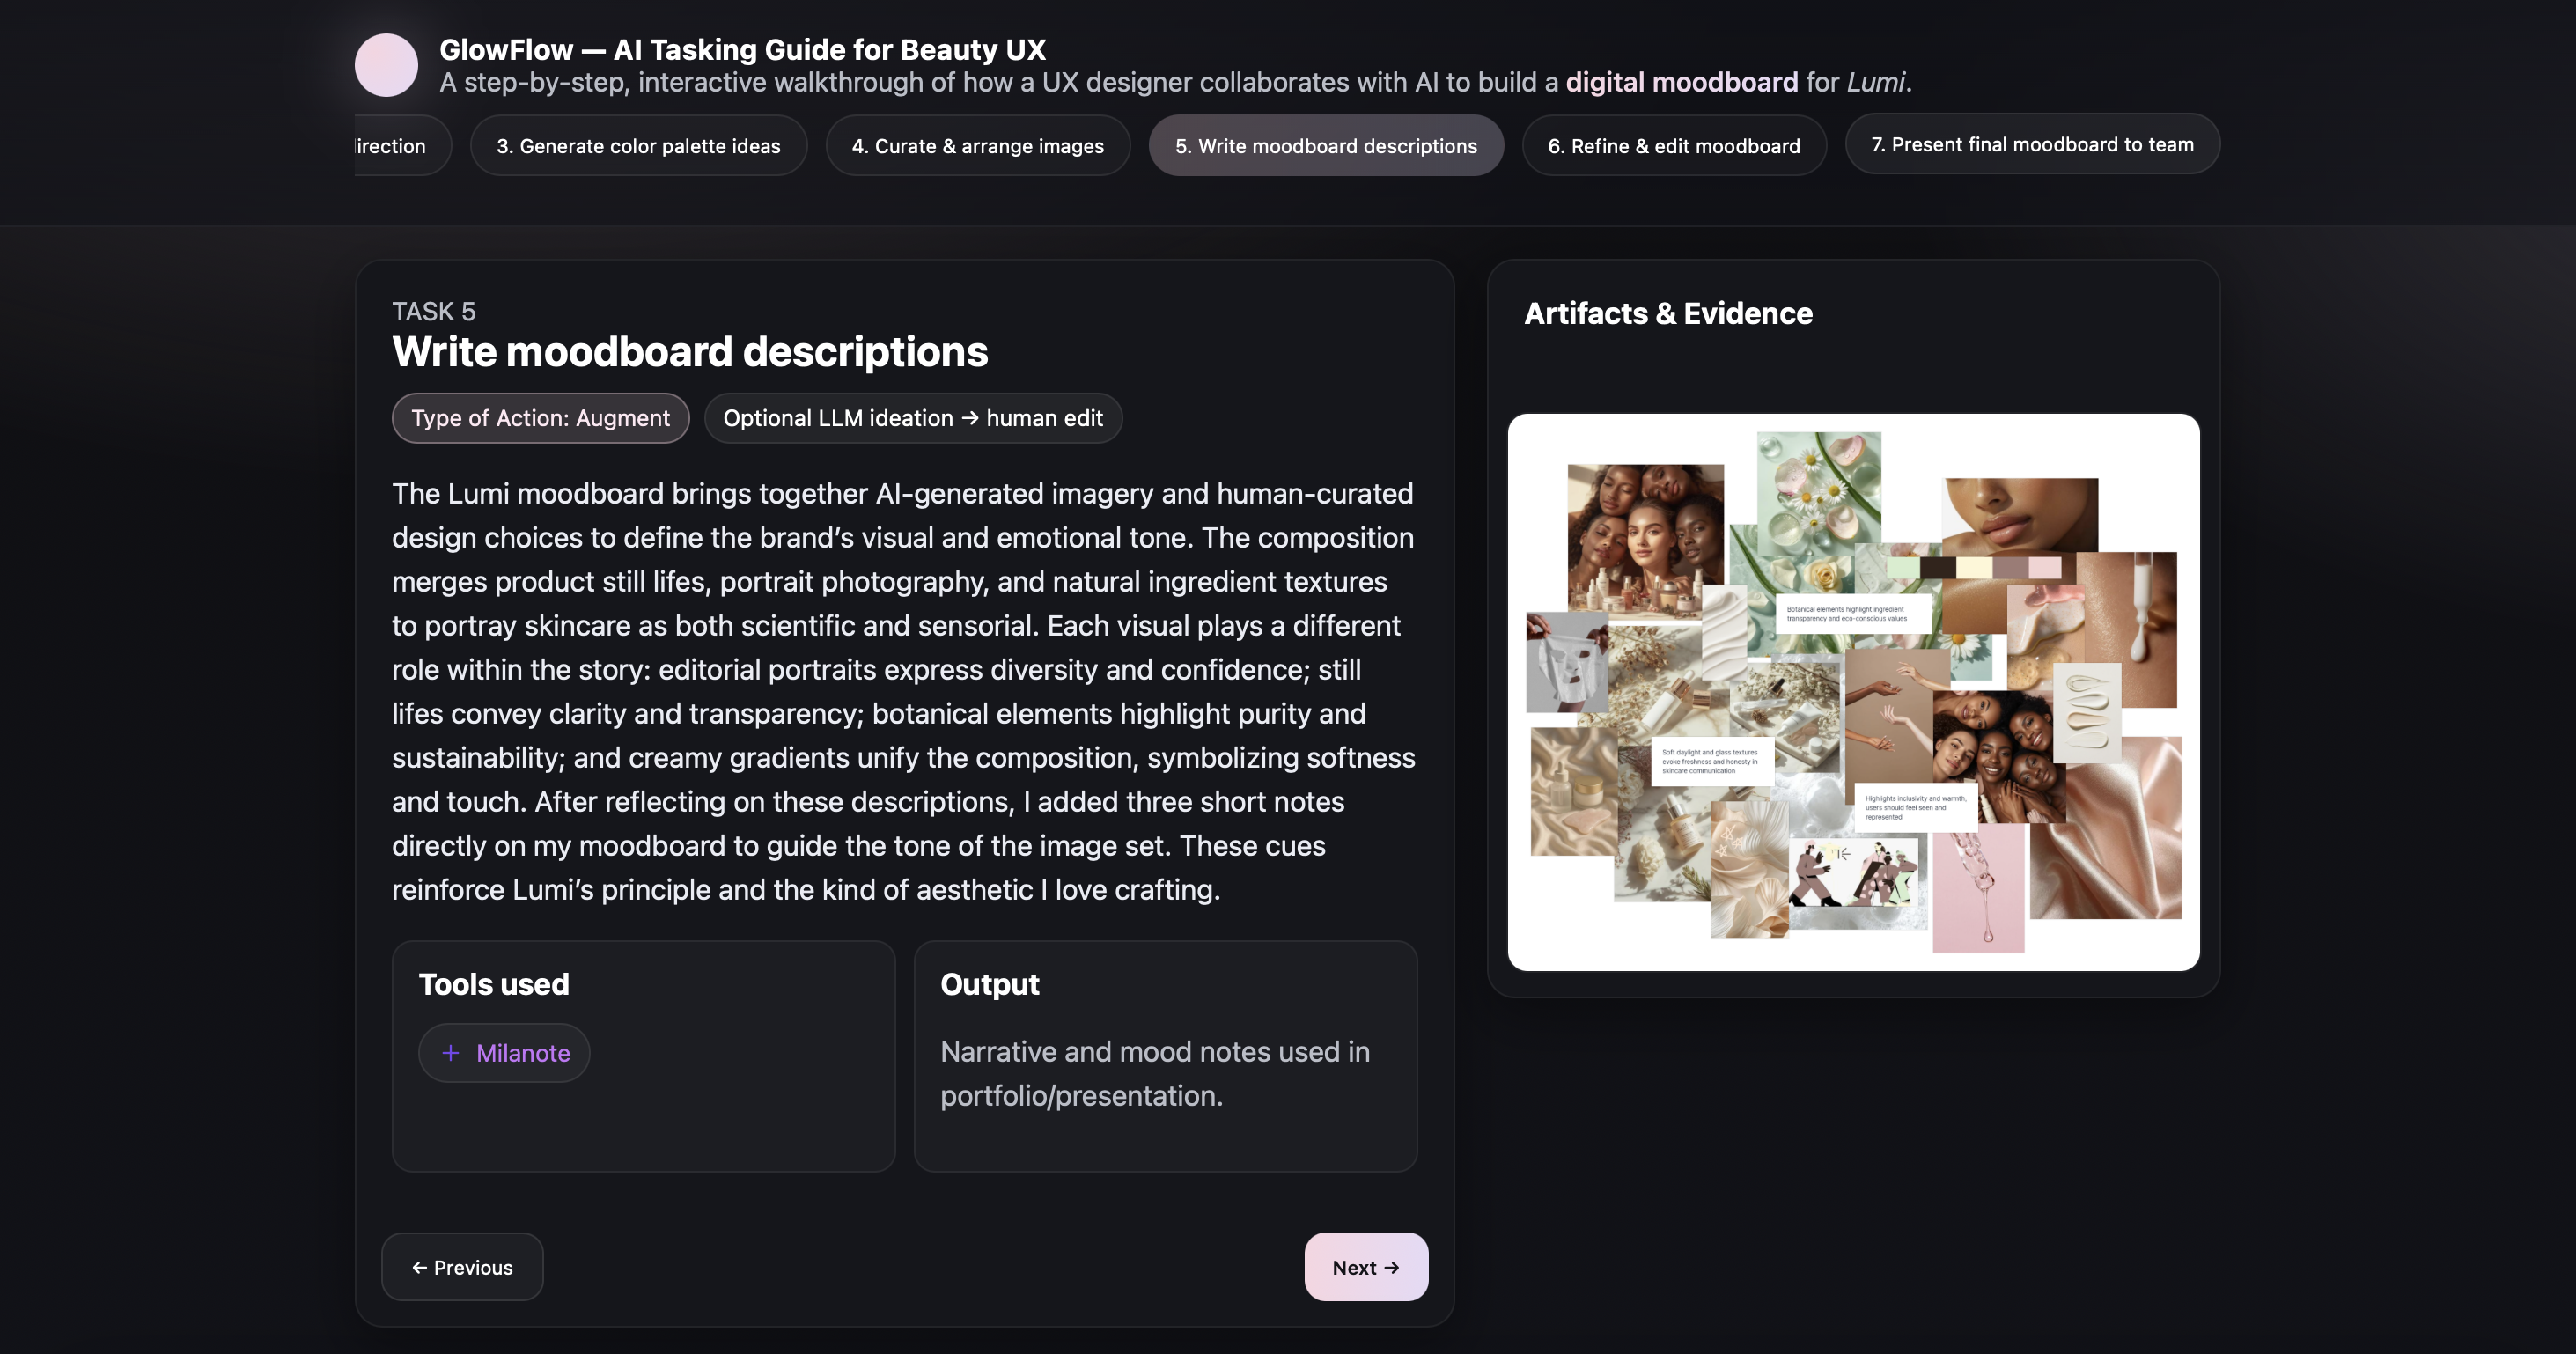 GlowFlow — AI Tasking Guide for Beauty UX
A step-by-step, interactive walkthrough of how a UX designer collaborates with AI to build a digital moodboard for Lumi.
irection
3. Generate color palette ideas
4. Curate & arrange images
5. Write moodboard descriptions
6. Refine & edit moodboard
7. Present final moodboard to team
TASK 5
Write moodboard descriptions
Type of Action: Augment
Optional LLM ideation → human edit
The Lumi moodboard brings together AI-generated imagery and human-curated
design choices to define the brand’s visual and emotional tone. The composition
merges product still lifes, portrait photography, and natural ingredient textures
to portray skincare as both scientific and sensorial. Each visual plays a different
role within the story: editorial portraits express diversity and confidence; still
lifes convey clarity and transparency; botanical elements highlight purity and
sustainability; and creamy gradients unify the composition, symbolizing softness
and touch. After reflecting on these descriptions, I added three short notes
directly on my moodboard to guide the tone of the image set. These cues
reinforce Lumi’s principle and the kind of aesthetic I love crafting.
Tools used
+ Milanote
Output
Narrative and mood notes used in
portfolio/presentation.
← Previous
Next →
Artifacts & Evidence
Botanical elements highlight ingredient
transparency and eco-conscious values
Soft daylight and glass textures
evoke freshness and honesty in
skincare communication
Highlights inclusivity and warmth,
users should feel seen and
represented